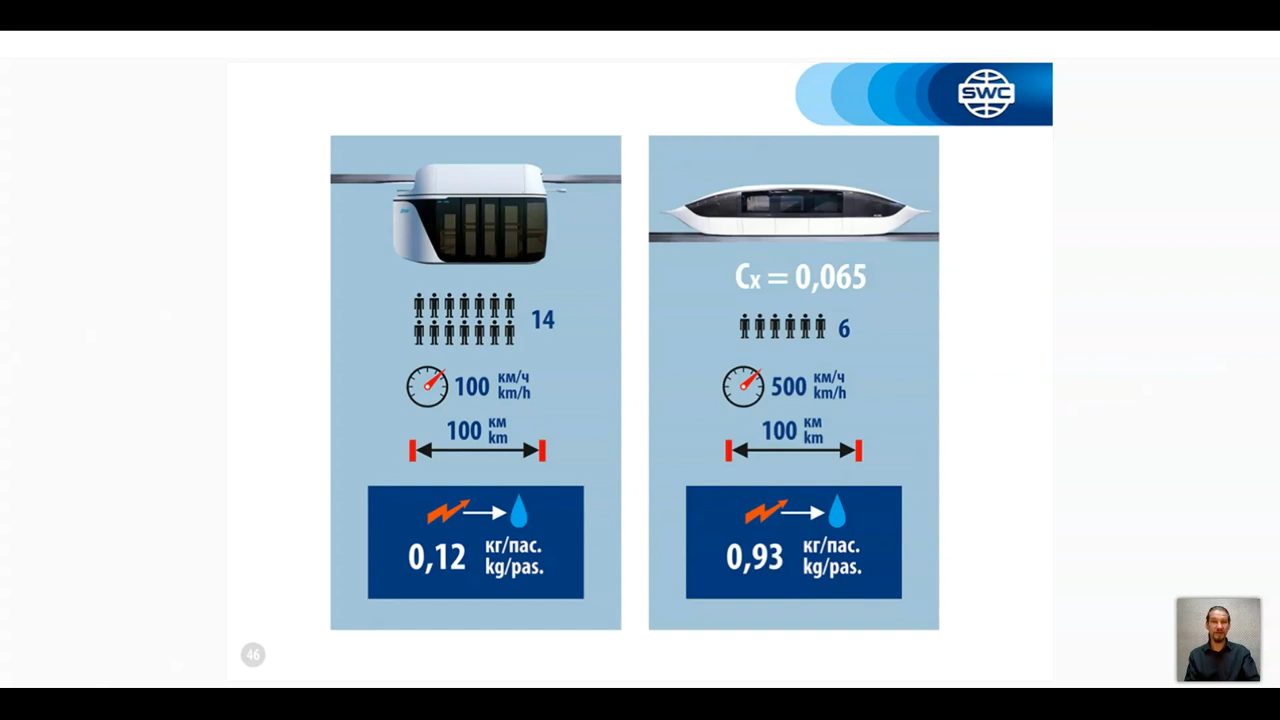 SWC
14
100 км/ч
km/h
100 км
km
0,12 кг/пас.
kg/pas.
Cx = 0,065
6
500 км/ч
km/h
100 км
km
0,93 кг/пас.
kg/pas.
46